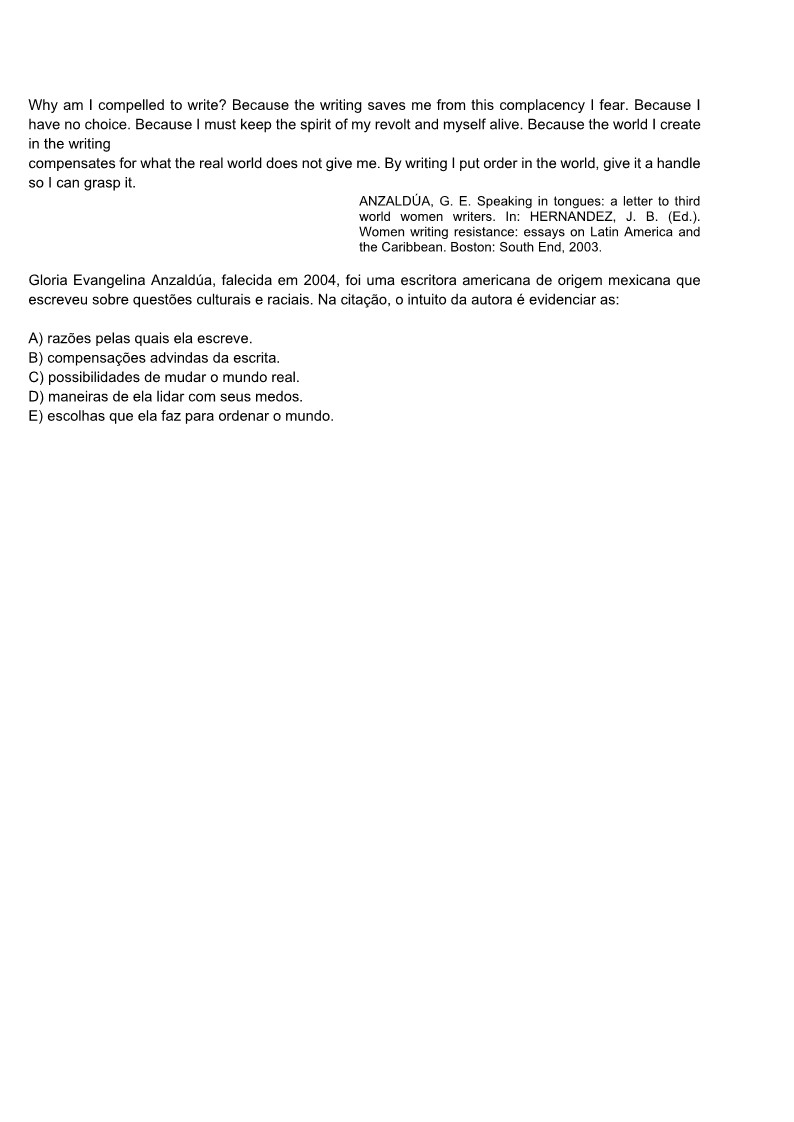 Why am I compelled to write? Because the writing saves me from this complacency I fear. Because I
have no choice. Because I must keep the spirit of my revolt and myself alive. Because the world I create
in the writing
compensates for what the real world does not give me. By writing I put order in the world, give it a handle
so I can grasp it.
ANZALDÚA, G. E. Speaking in tongues: a letter to third
world women writers. In: HERNANDEZ, J. B. (Ed.).
Women writing resistance: essays on Latin America and
the Caribbean. Boston: South End, 2003.
Gloria Evangelina Anzaldúa, falecida em 2004, foi uma escritora americana de origem mexicana que
escreveu sobre questões culturais e raciais. Na citação, o intuito da autora é evidenciar as:
A) razões pelas quais ela escreve.
B) compensações advindas da escrita.
C) possibilidades de mudar o mundo real.
D) maneiras de ela lidar com seus medos.
E) escolhas que ela faz para ordenar o mundo.